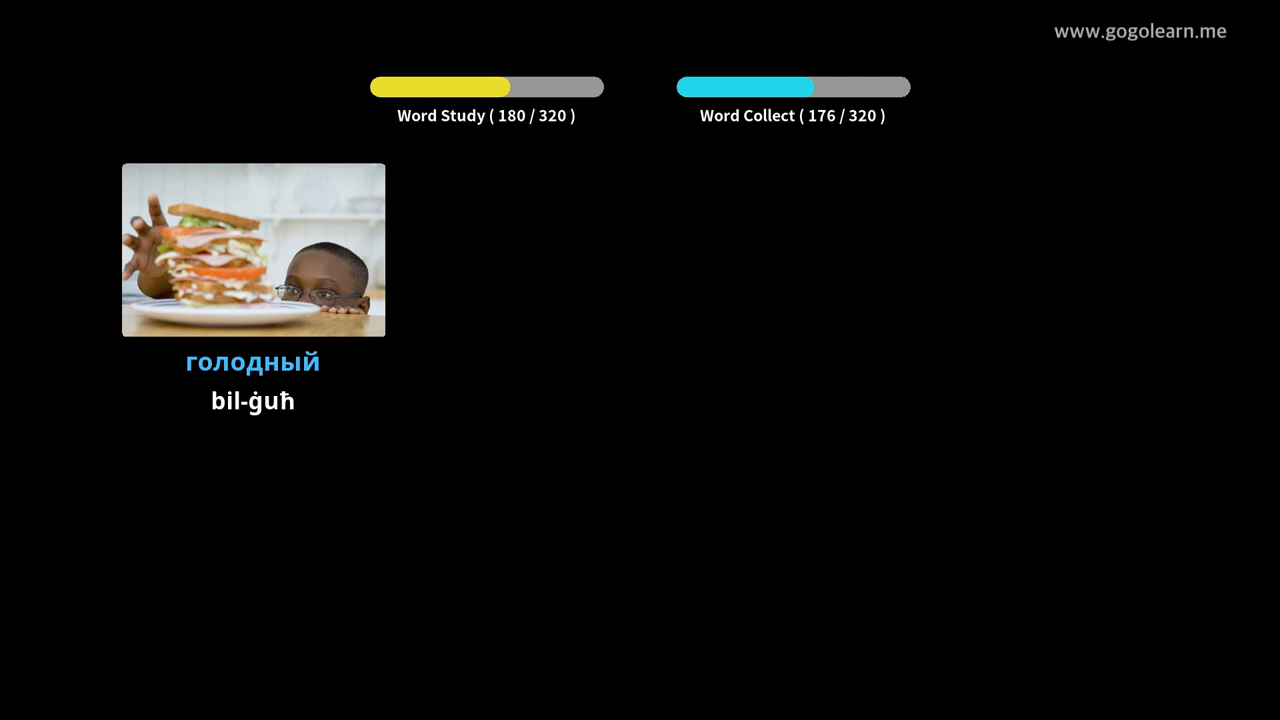 www.gogolearn.me
Word Study ( 180 / 320 )
Word Collect ( 176 / 320 )
голодный
bil-ġuħ